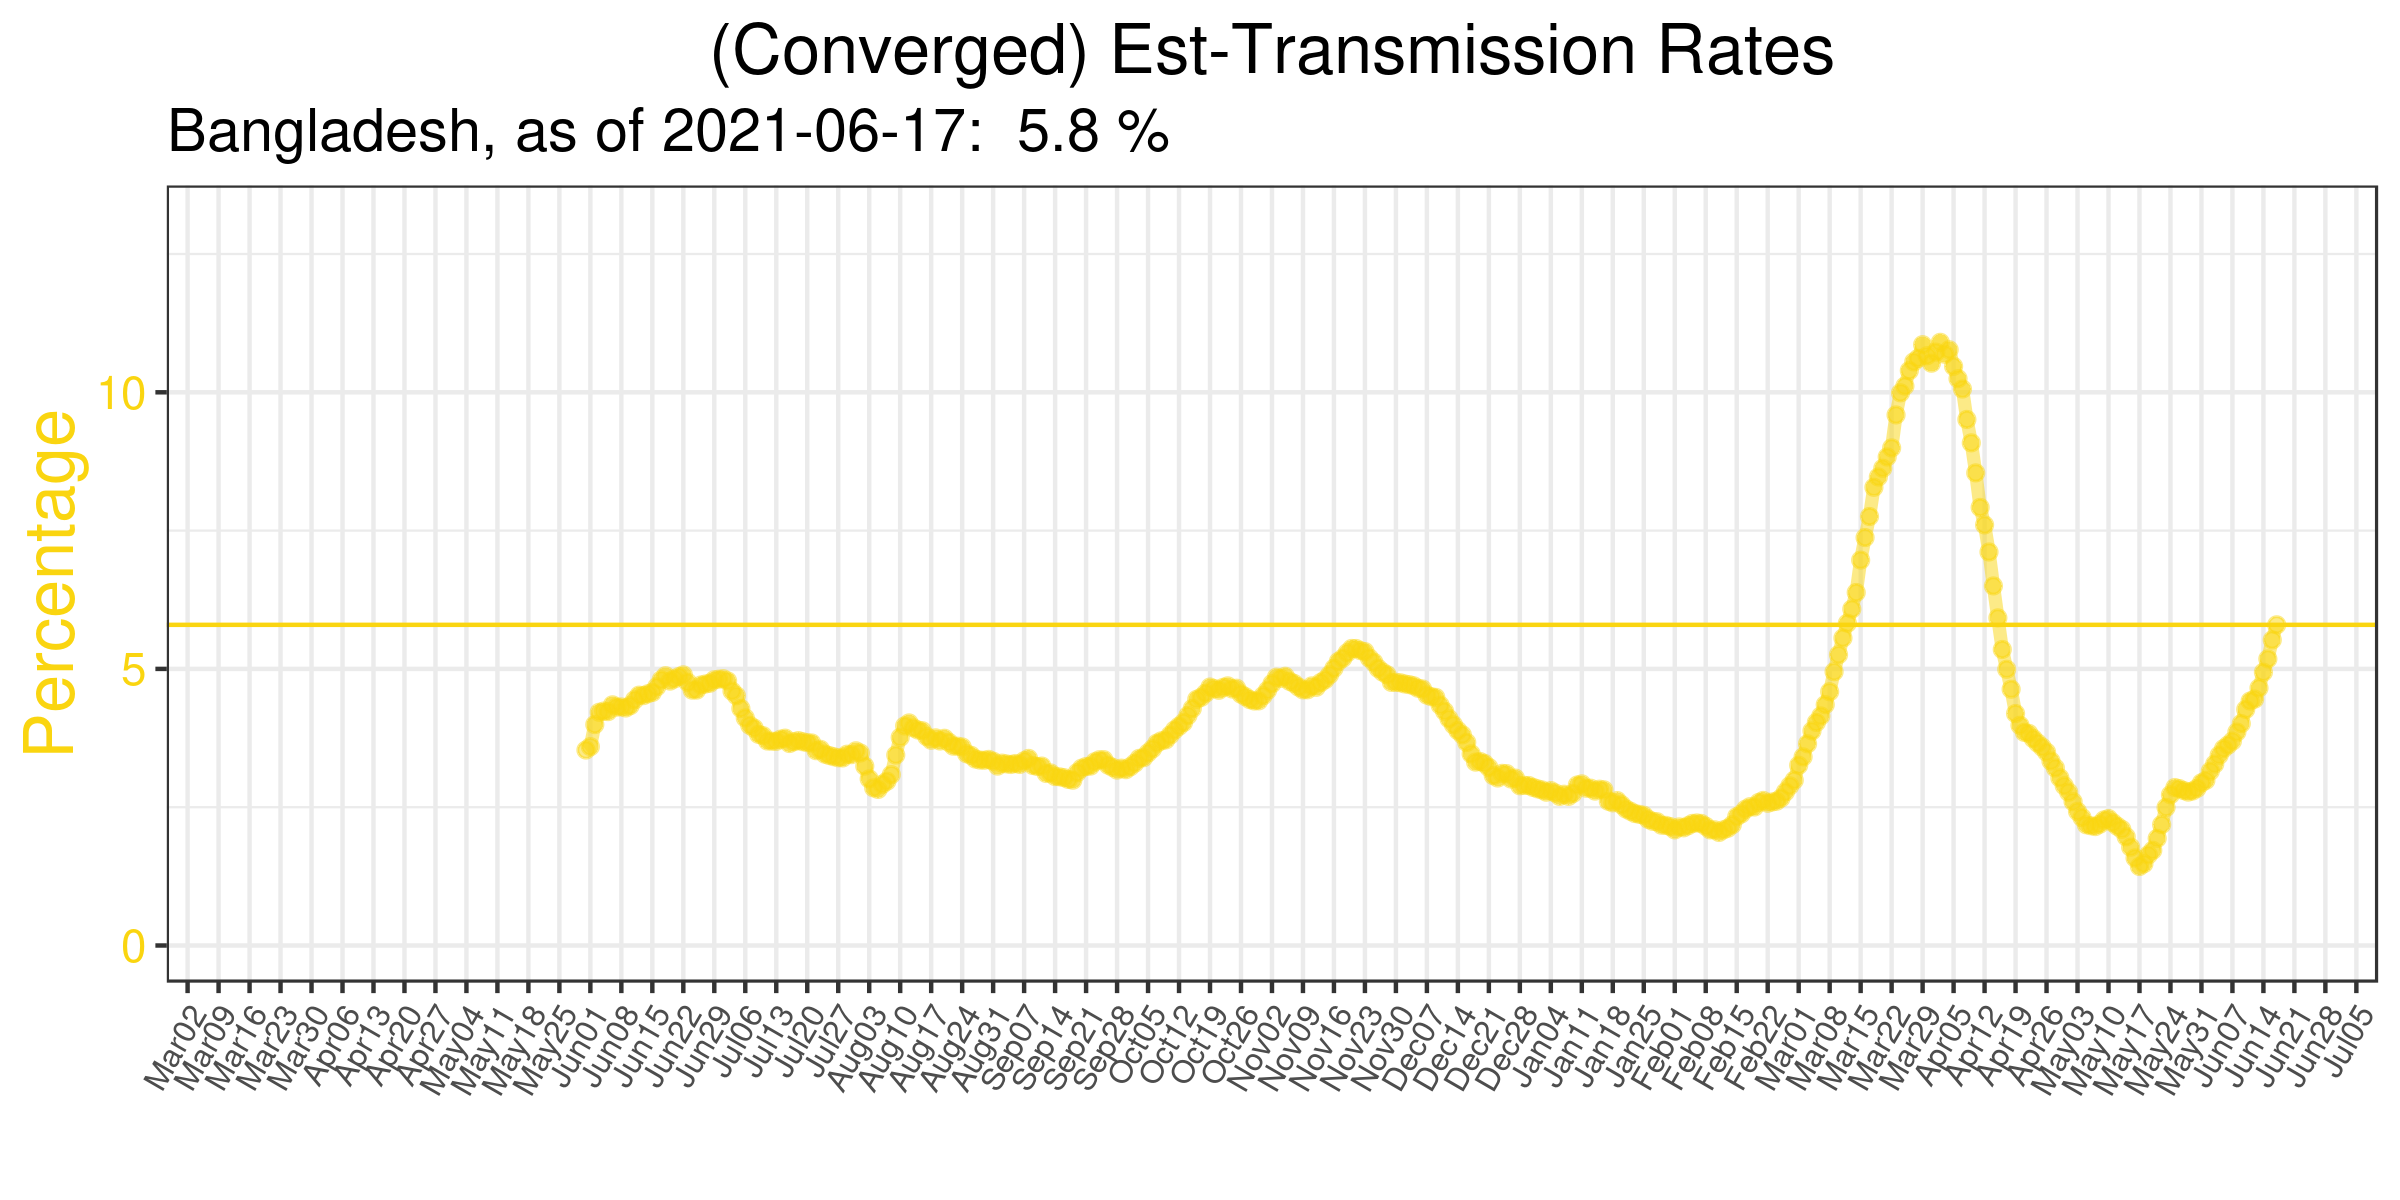 (Converged) Est-Transmission Rates
Bangladesh, as of 2021-06-17:  5.8 %
Percentage
10
5
0
Mar02
Mar09
Mar16
Mar23
Mar30
Apr06
Apr13
Apr20
Apr27
May04
May11
May18
May25
Jun01
Jun08
Jun15
Jun22
Jun29
Jul06
Jul13
Jul20
Jul27
Aug03
Aug10
Aug17
Aug24
Aug31
Sep07
Sep14
Sep21
Sep28
Oct05
Oct12
Oct19
Oct26
Nov02
Nov09
Nov16
Nov23
Nov30
Dec07
Dec14
Dec21
Dec28
Jan04
Jan11
Jan18
Jan25
Feb01
Feb08
Feb15
Feb22
Mar01
Mar08
Mar15
Mar22
Mar29
Apr05
Apr12
Apr19
Apr26
May03
May10
May17
May24
May31
Jun07
Jun14
Jun21
Jun28
Jul05